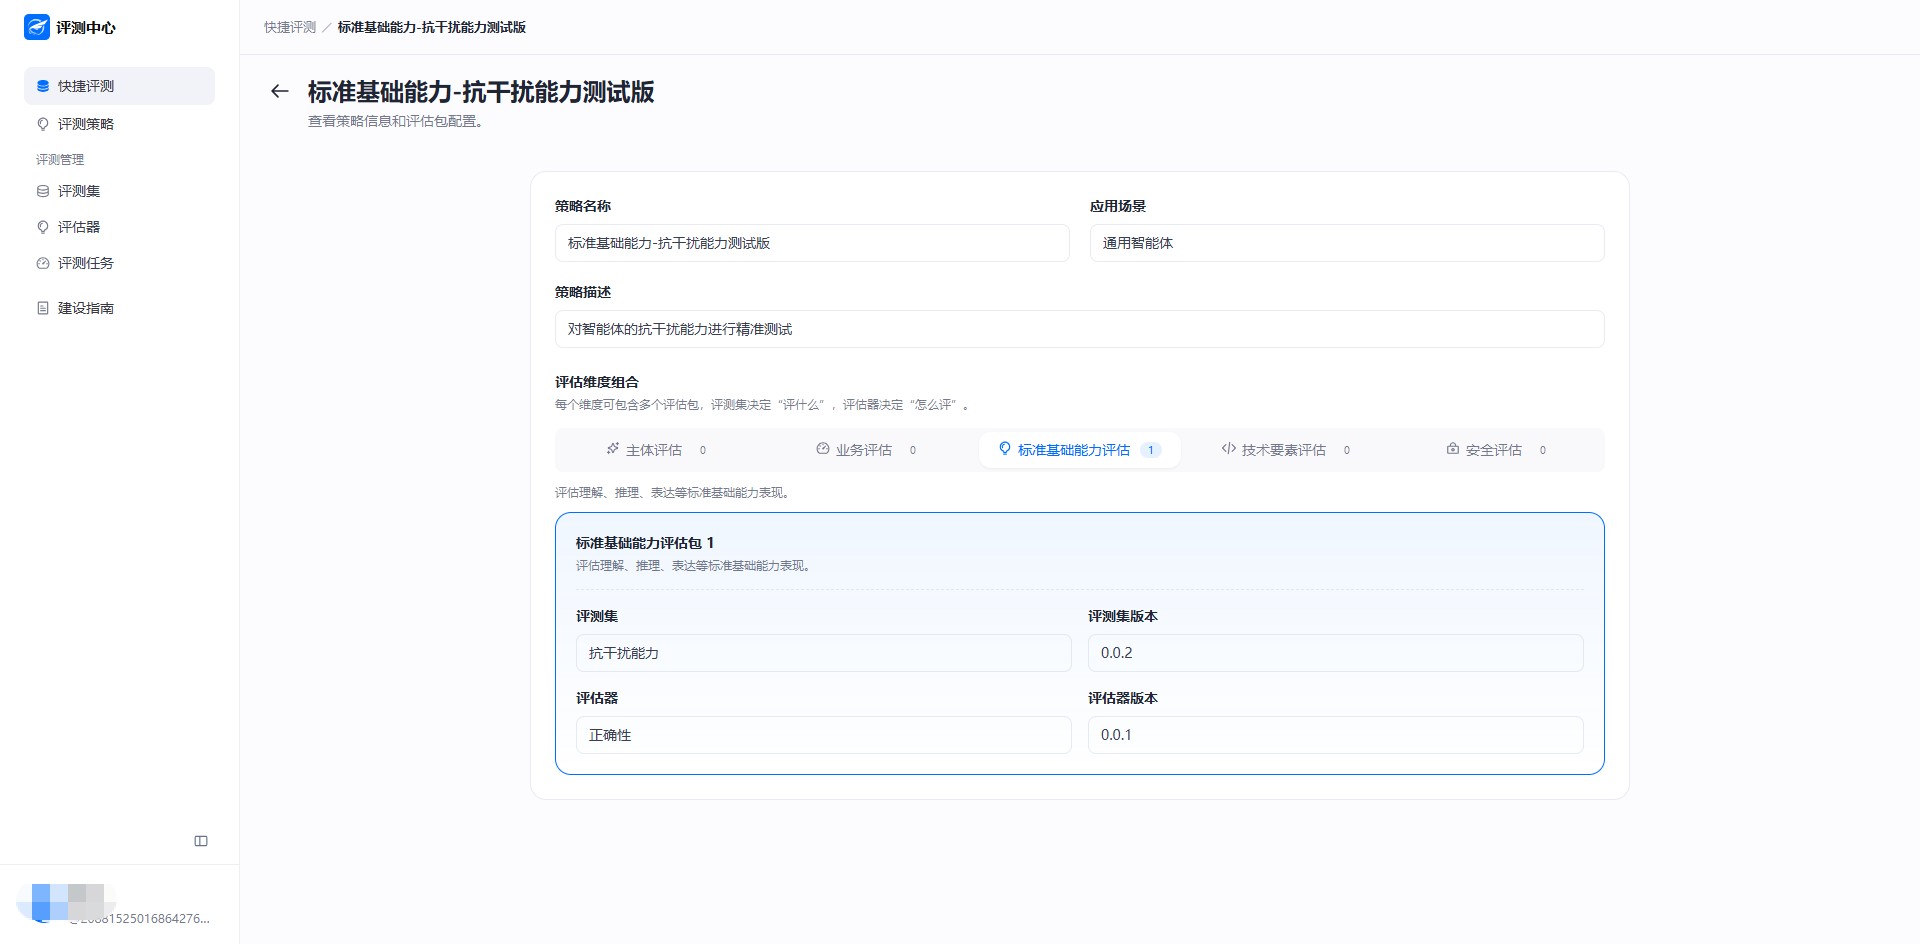 评测中心
快捷评测
评测策略
评测管理
评测集
评估器
评测任务
建设指南
快捷评测 / 标准基础能力-抗干扰能力测试版
标准基础能力-抗干扰能力测试版
查看策略信息和评估包配置。
策略名称 应用场景
标准基础能力-抗干扰能力测试版 通用智能体
策略描述
对智能体的抗干扰能力进行精准测试
评估维度组合
每个维度可包含多个评估包，评测集决定“评什么”，评估器决定“怎么评”。
主体评估 0 业务评估 0 标准基础能力评估 1 技术要素评估 0 安全评估 0
评估理解、推理、表达等标准基础能力表现。
标准基础能力评估包 1
评估理解、推理、表达等标准基础能力表现。
评测集 评测集版本
抗干扰能力 0.0.2
评估器 评估器版本
正确性 0.0.1
81525016864276...